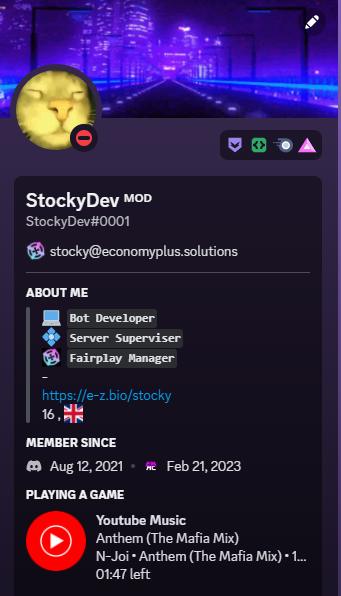 StockyDev MOD
StockyDev#0001
stocky@economyplus.solutions
ABOUT ME
Bot Developer
Server Superviser
Fairplay Manager
-
https://e-z.bio/stocky
16 ,
MEMBER SINCE
Aug 12, 2021 • MC Feb 21, 2023
PLAYING A GAME
Youtube Music
Anthem (The Mafia Mix)
N-Joi • Anthem (The Mafia Mix) • 1...
01:47 left